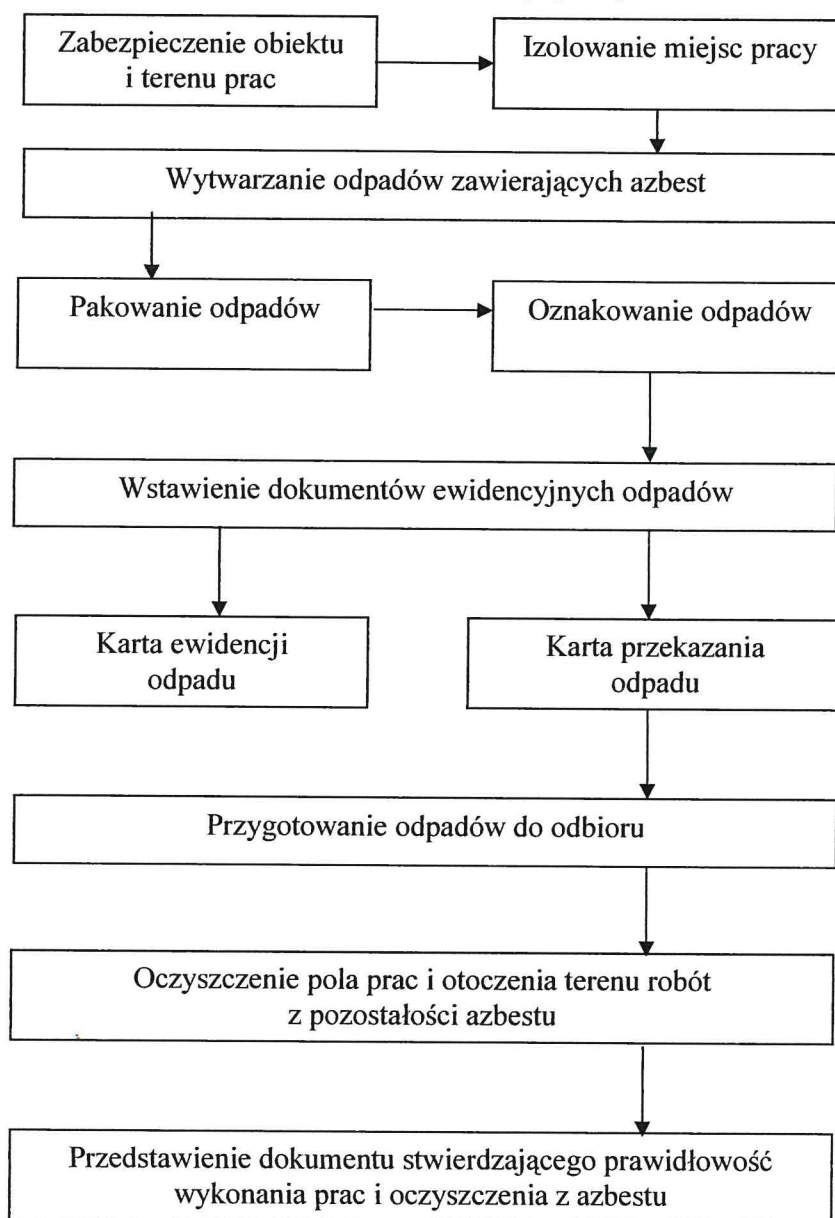 Zabezpieczenie obiektu
i terenu prac
Izolowanie miejsc pracy
Wytwarzanie odpadów zawierających azbest
Pakowanie odpadów
Oznakowanie odpadów
Wstawienie dokumentów ewidencyjnych odpadów
Karta ewidencji
odpadu
Karta przekazania
odpadu
Przygotowanie odpadów do odbioru
Oczyszczenie pola prac i otoczenia terenu robót
z pozostałości azbestu
Przedstawienie dokumentu stwierdzającego prawidłowość
wykonania prac i oczyszczenia z azbestu